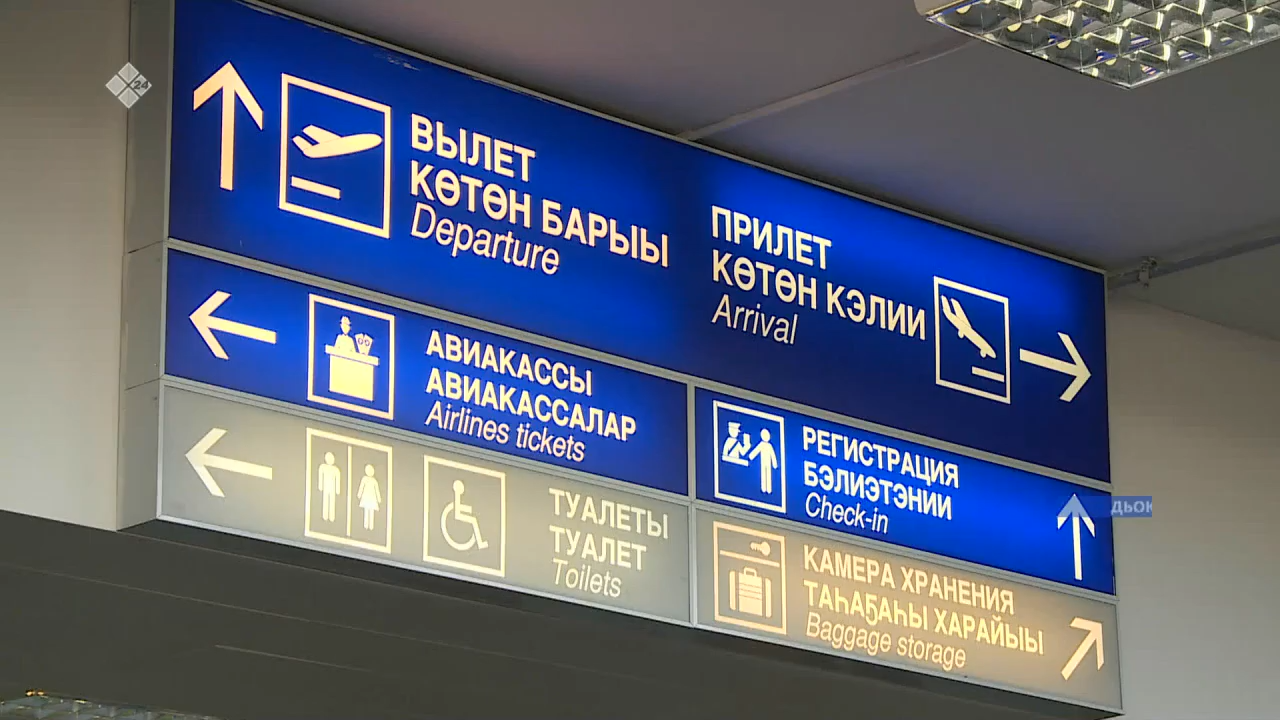 24
ВЫЛЕТ
КӨТӨН БАРЫЫ
Departure
ПРИЛЕТ
КӨТӨН КЭЛИИ
Arrival
АВИАКАССЫ
АВИАКАССАЛАР
Airlines tickets
РЕГИСТРАЦИЯ
БЭЛИЭТЭНИИ
Check-in
ТУАЛЕТЫ
ТУАЛЕТ
Toilets
КАМЕРА ХРАНЕНИЯ
ТАҺАҔАҺЫ ХАРАЙЫЫ
Baggage storage